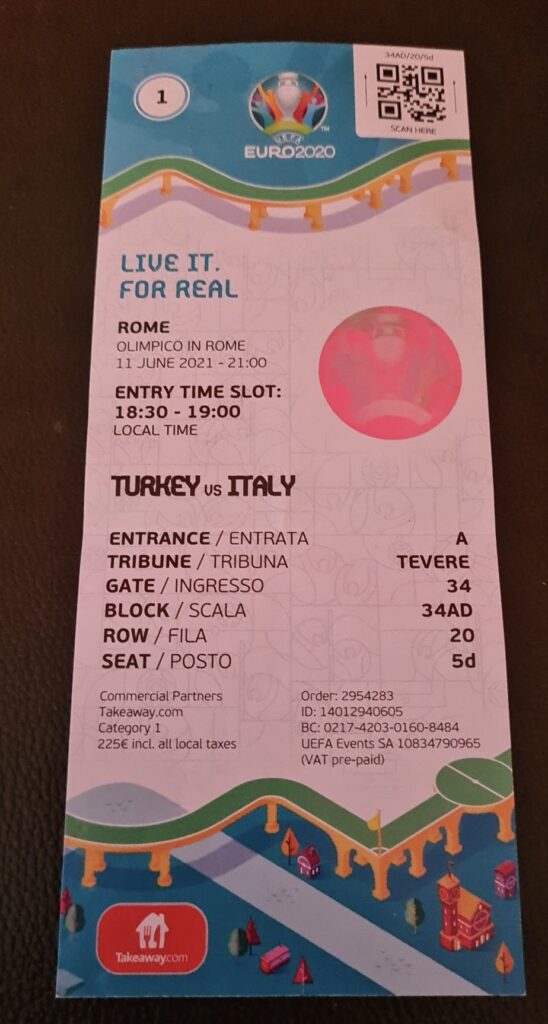 34AD/20/5d
1
SCAN HERE
UEFA
EURO2020
TM
LIVE IT.
FOR REAL
ROME
OLIMPICO IN ROME
11 JUNE 2021 - 21:00
ENTRY TIME SLOT:
18:30 - 19:00
LOCAL TIME
TURKEY VS ITALY
ENTRANCE / ENTRATA A
TRIBUNE / TRIBUNA TEVERE
GATE / INGRESSO 34
BLOCK / SCALA 34AD
ROW / FILA 20
SEAT / POSTO 5d
Commercial Partners
Takeaway.com
Category 1
225€ incl. all local taxes
Order: 2954283
ID: 14012940605
BC: 0217-4203-0160-8484
UEFA Events SA 10834790965
(VAT pre-paid)
Takeaway.com